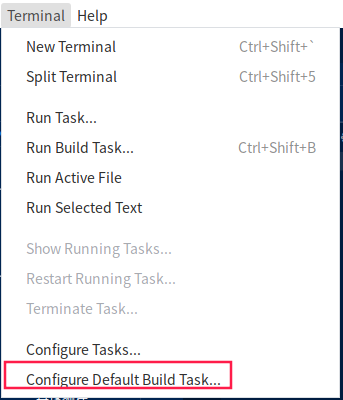 Terminal Help
New Terminal Ctrl+Shift+`
Split Terminal Ctrl+Shift+5
Run Task...
Run Build Task... Ctrl+Shift+B
Run Active File
Run Selected Text
Show Running Tasks...
Restart Running Task...
Terminate Task...
Configure Tasks...
Configure Default Build Task...